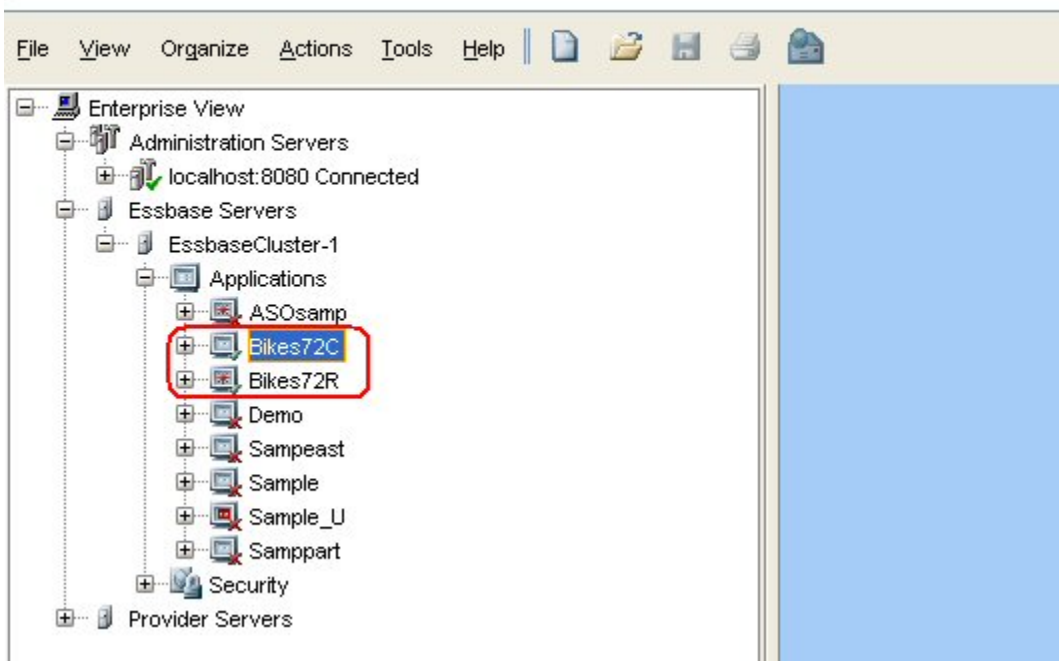 File View Organize Actions Tools Help
Enterprise View
Administration Servers
localhost:8080 Connected
Essbase Servers
EssbaseCluster-1
Applications
ASOsamp
Bikes72C
Bikes72R
Demo
Sampeast
Sample
Sample_U
Samppart
Security
Provider Servers